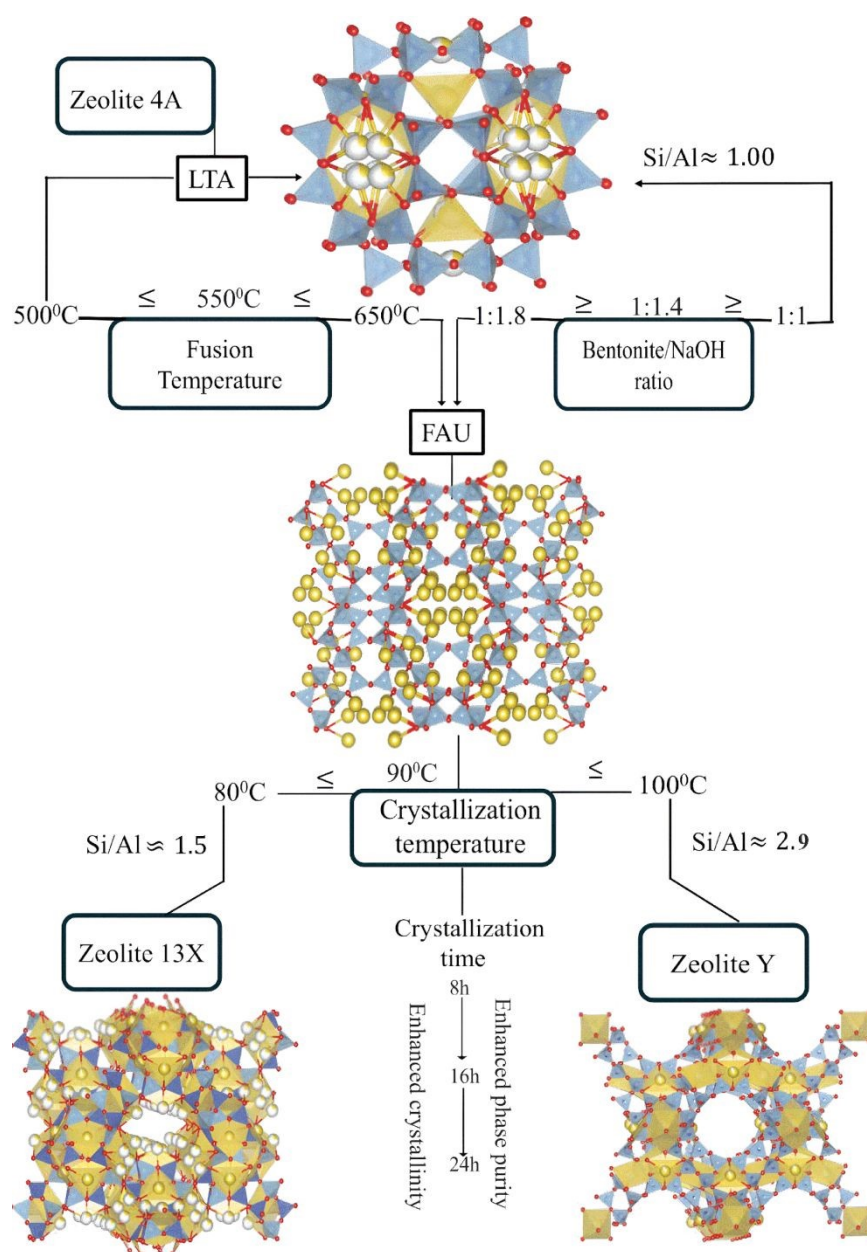 Zeolite 4A
LTA
Si/Al≈ 1.00
500⁰C ≤ 550⁰C ≤ 650⁰C
Fusion
Temperature
1:1.8 ≥ 1:1.4 ≥ 1:1
Bentonite/NaOH
ratio
FAU
80⁰C ≤ 90⁰C ≤ 100⁰C
Crystallization
temperature
Si/Al ≈ 1.5
Si/Al≈ 2.9
Zeolite 13X
Zeolite Y
Crystallization
time
8h
16h
24h
Enhanced crystallinity
Enhanced phase purity